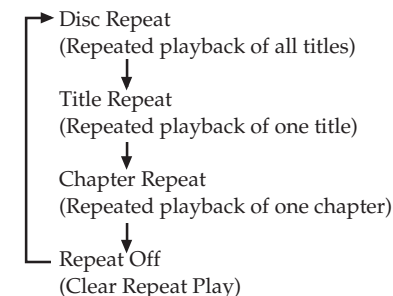 Disc Repeat
(Repeated playback of all titles)
Title Repeat
(Repeated playback of one title)
Chapter Repeat
(Repeated playback of one chapter)
Repeat Off
(Clear Repeat Play)